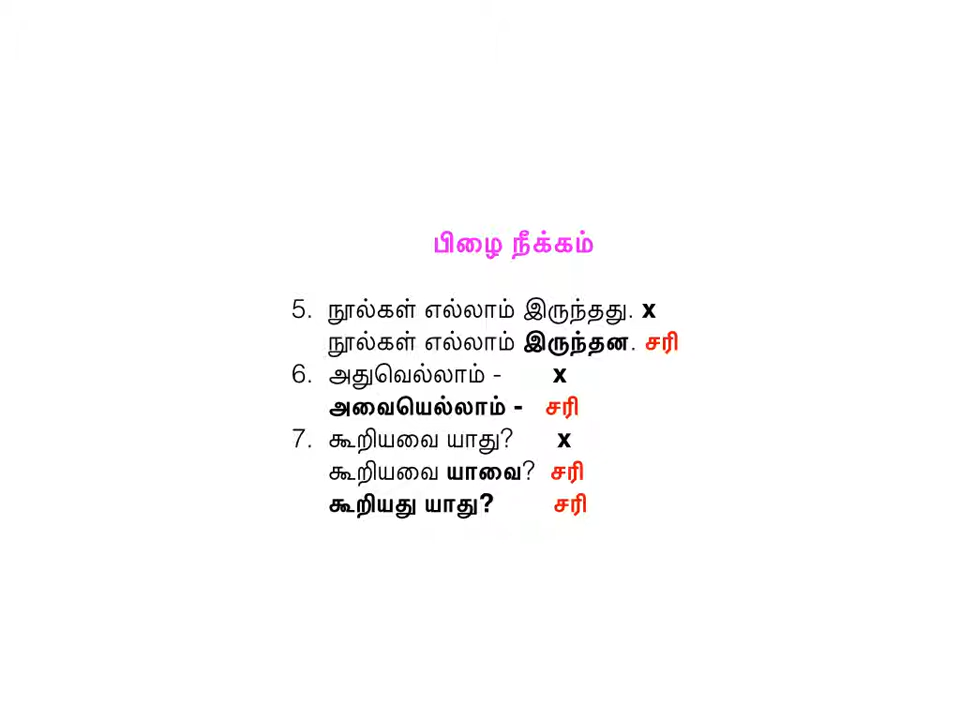 பிழை நீக்கம்
5. நூல்கள் எல்லாம் இருந்தது. x
நூல்கள் எல்லாம் இருந்தன. சரி
6. அதுவெல்லாம் - x
அவையெல்லாம் - சரி
7. கூறியவை யாது? x
கூறியவை யாவை? சரி
கூறியது யாது? சரி